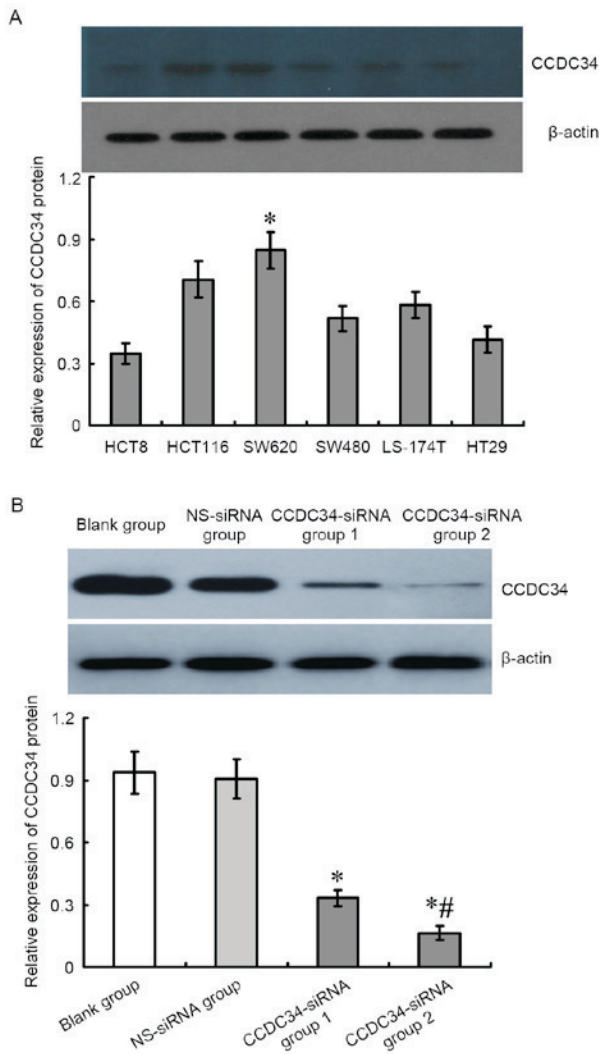 A
CCDC34
β-actin
Relative expression of CCDC34 protein
1.2
0.9
0.6
0.3
0
*
HCT8 HCT116 SW620 SW480 LS-174T HT29
B
Blank group
NS-siRNA
group
CCDC34-siRNA
group 1
CCDC34-siRNA
group 2
CCDC34
β-actin
Relative expression of CCDC34 protein
1.2
0.9
0.6
0.3
0
*
*#
Blank group
NS-siRNA group
CCDC34-siRNA
group 1
CCDC34-siRNA
group 2